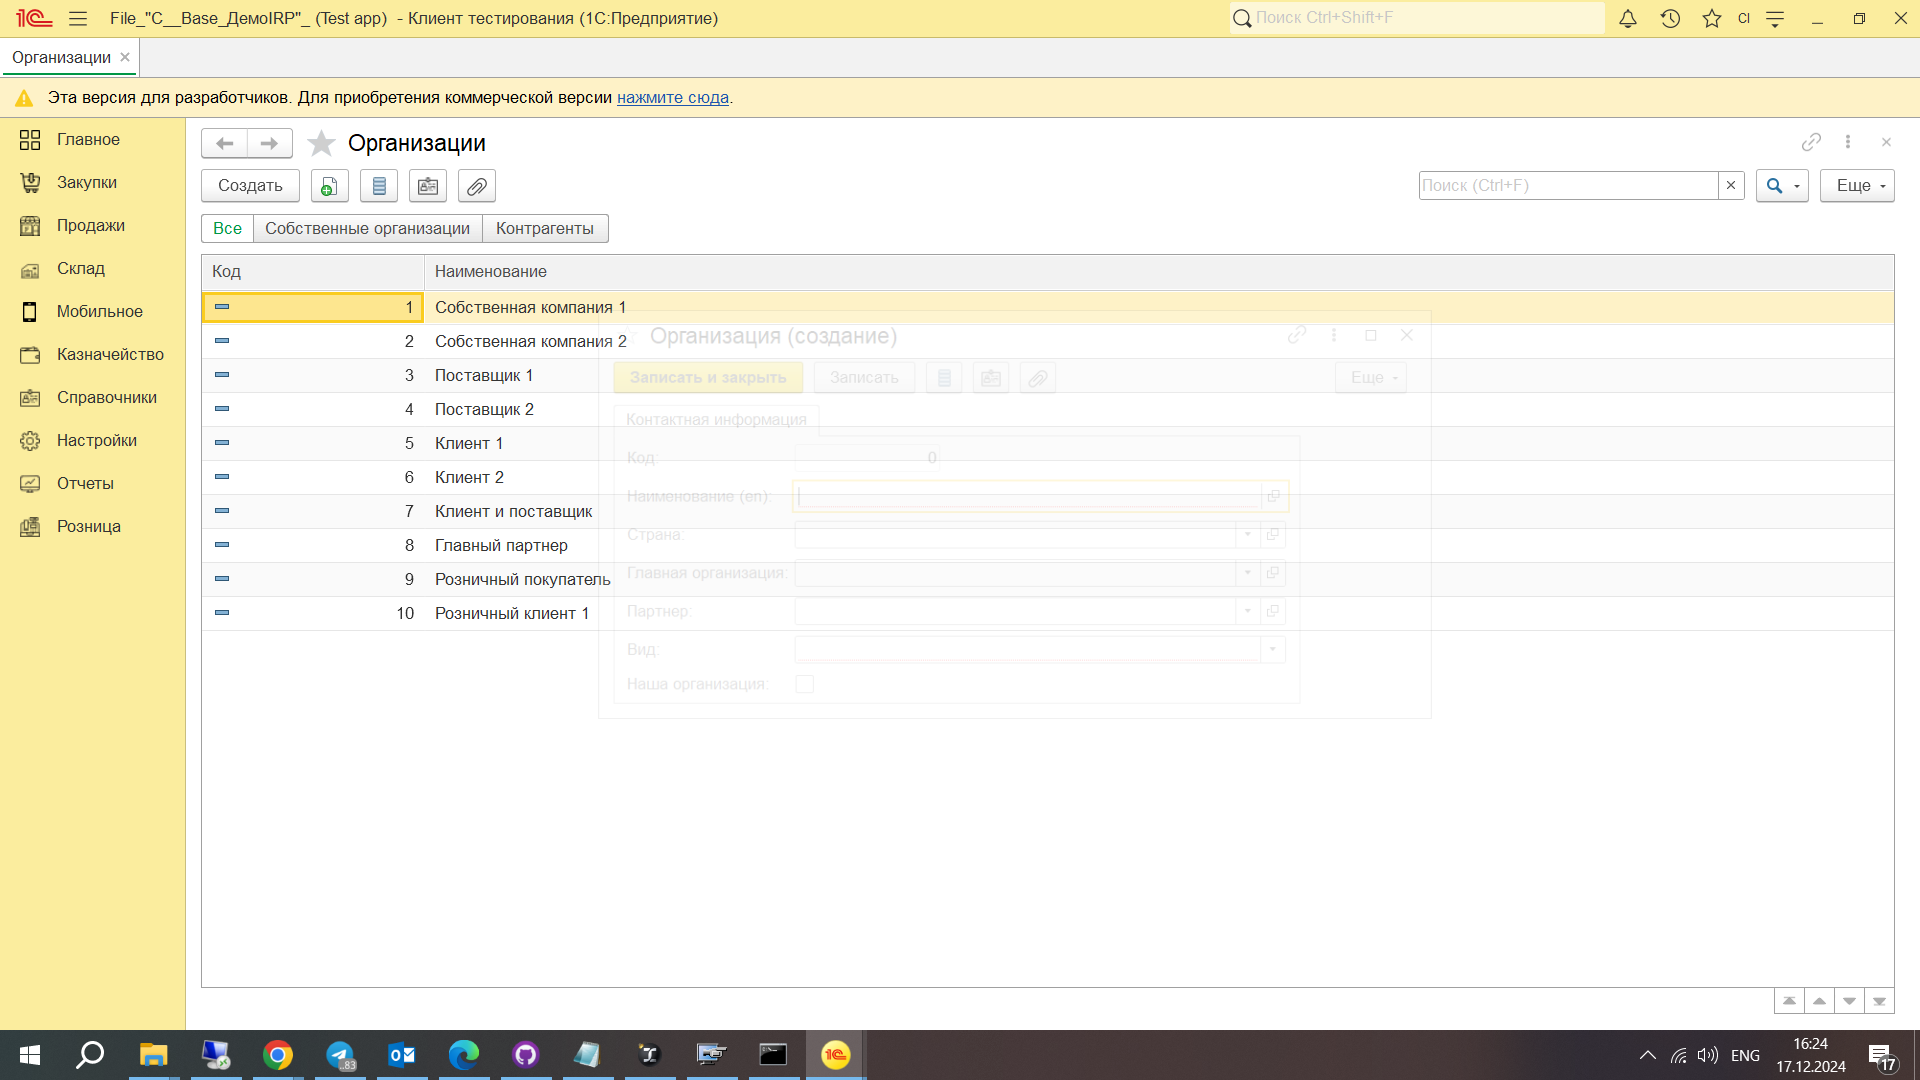 File_"C__Base_ДемоIRP"_ (Test app) - Клиент тестирования (1С:Предприятие)
Поиск Ctrl+Shift+F
CI
Организации
Эта версия для разработчиков. Для приобретения коммерческой версии нажмите сюда.
Главное
Закупки
Продажи
Склад
Мобильное
Казначейство
Справочники
Настройки
Отчеты
Розница
Организации
Создать
Поиск (Ctrl+F)
Еще
Все
Собственные организации
Контрагенты
Код
Наименование
1 Собственная компания 1
2 Собственная компания 2
3 Поставщик 1
4 Поставщик 2
5 Клиент 1
6 Клиент 2
7 Клиент и поставщик
8 Главный партнер
9 Розничный покупатель
10 Розничный клиент 1
Организация (создание)
Записать и закрыть
Записать
Еще
Контактная информация
Код: 0
Наименование (en):
Страна:
Главная организация:
Партнер:
Вид:
Наша организация:
..83
ENG
16:24
17.12.2024
17